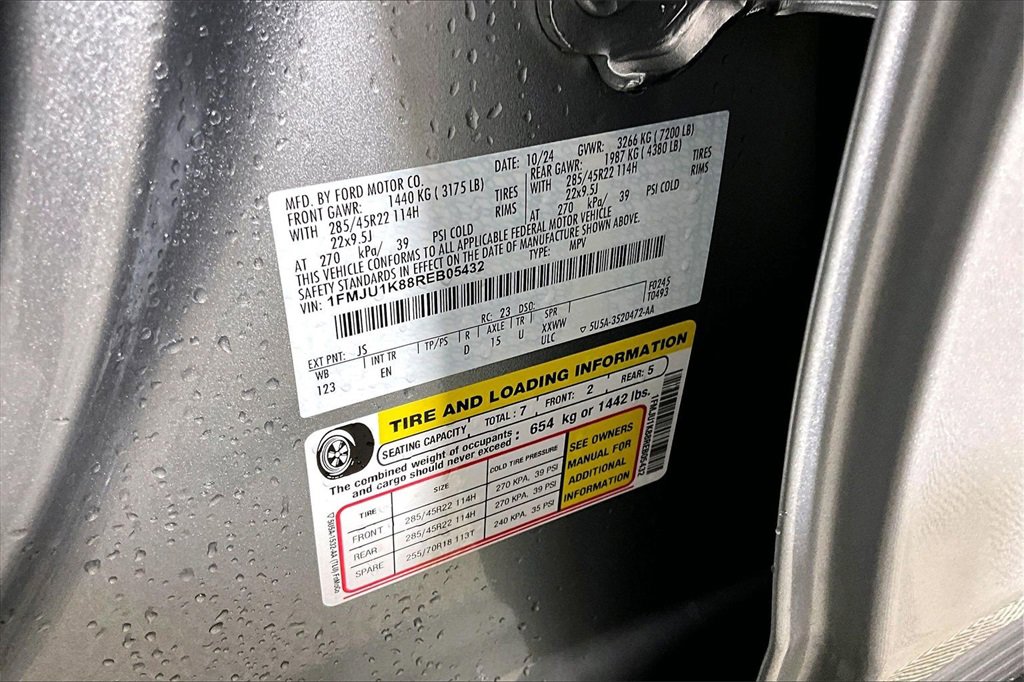 MFD. BY FORD MOTOR CO.
DATE: 10/24 GVWR: 3266 KG ( 7200 LB)
FRONT GAWR: 1440 KG ( 3175 LB) REAR GAWR: 1987 KG ( 4380 LB)
WITH 285/45R22 114H TIRES WITH 285/45R22 114H TIRES
22x9.5J RIMS 22x9.5J RIMS
AT 270 kPa/ 39 PSI COLD AT 270 kPa/ 39 PSI COLD
THIS VEHICLE CONFORMS TO ALL APPLICABLE FEDERAL MOTOR VEHICLE
SAFETY STANDARDS IN EFFECT ON THE DATE OF MANUFACTURE SHOWN ABOVE.
VIN: 1FMJU1K88REB05432 TYPE: MPV
F0245
T0493
EXT PNT: JS RC: 23 DSO:
WB INT TR TP/PS R AXLE TR SPR
123 EN D 15 U XXWW
ULC
5U5A-3520472-AA
TIRE AND LOADING INFORMATION
SEATING CAPACITY TOTAL: 7 FRONT: 2 REAR: 5
The combined weight of occupants and cargo should never exceed : 654 kg or 1442 lbs.
TIRE SIZE COLD TIRE PRESSURE
FRONT 285/45R22 114H 270 KPA, 39 PSI
REAR 285/45R22 114H 270 KPA, 39 PSI
SPARE 255/70R18 113T 240 KPA, 35 PSI
SEE OWNERS
MANUAL FOR
ADDITIONAL
INFORMATION
1FMJU1K88REB05432